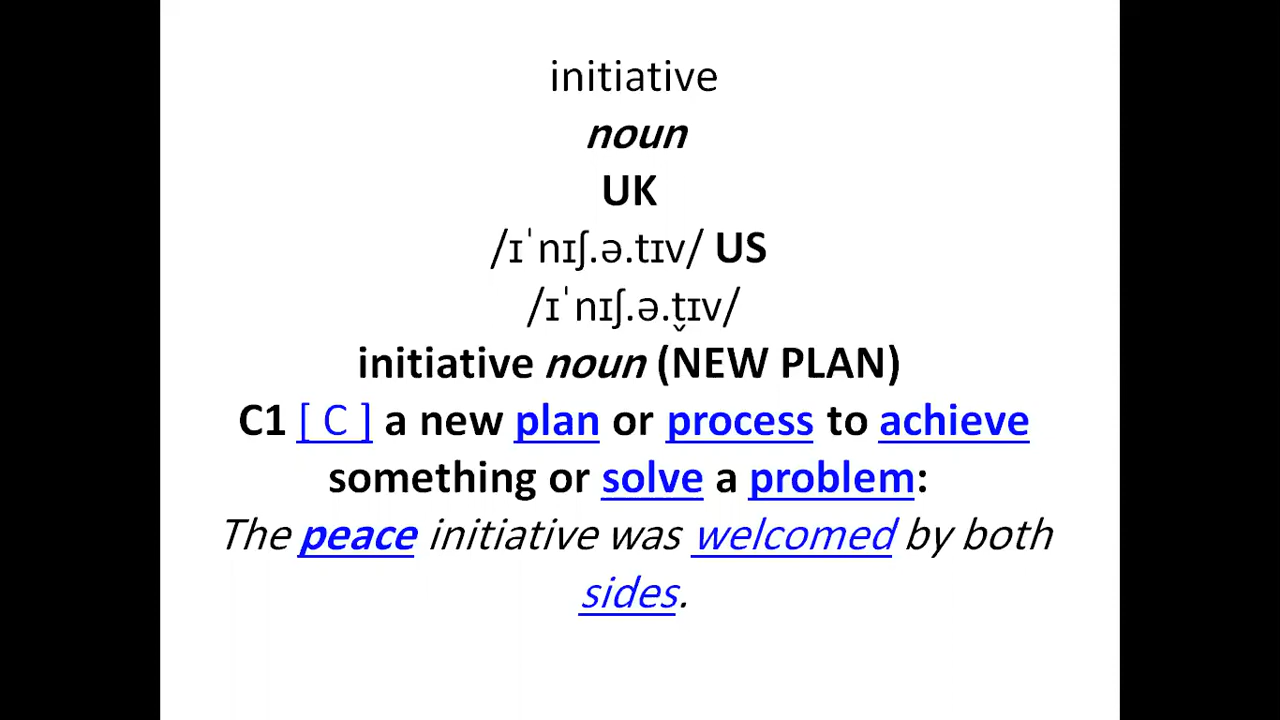 initiative
noun
UK
/ɪˈnɪʃ.ə.tɪv/ US
/ɪˈnɪʃ.ə.t̬ɪv/
initiative noun (NEW PLAN)
C1 [ C ] a new plan or process to achieve
something or solve a problem:
The peace initiative was welcomed by both
sides.